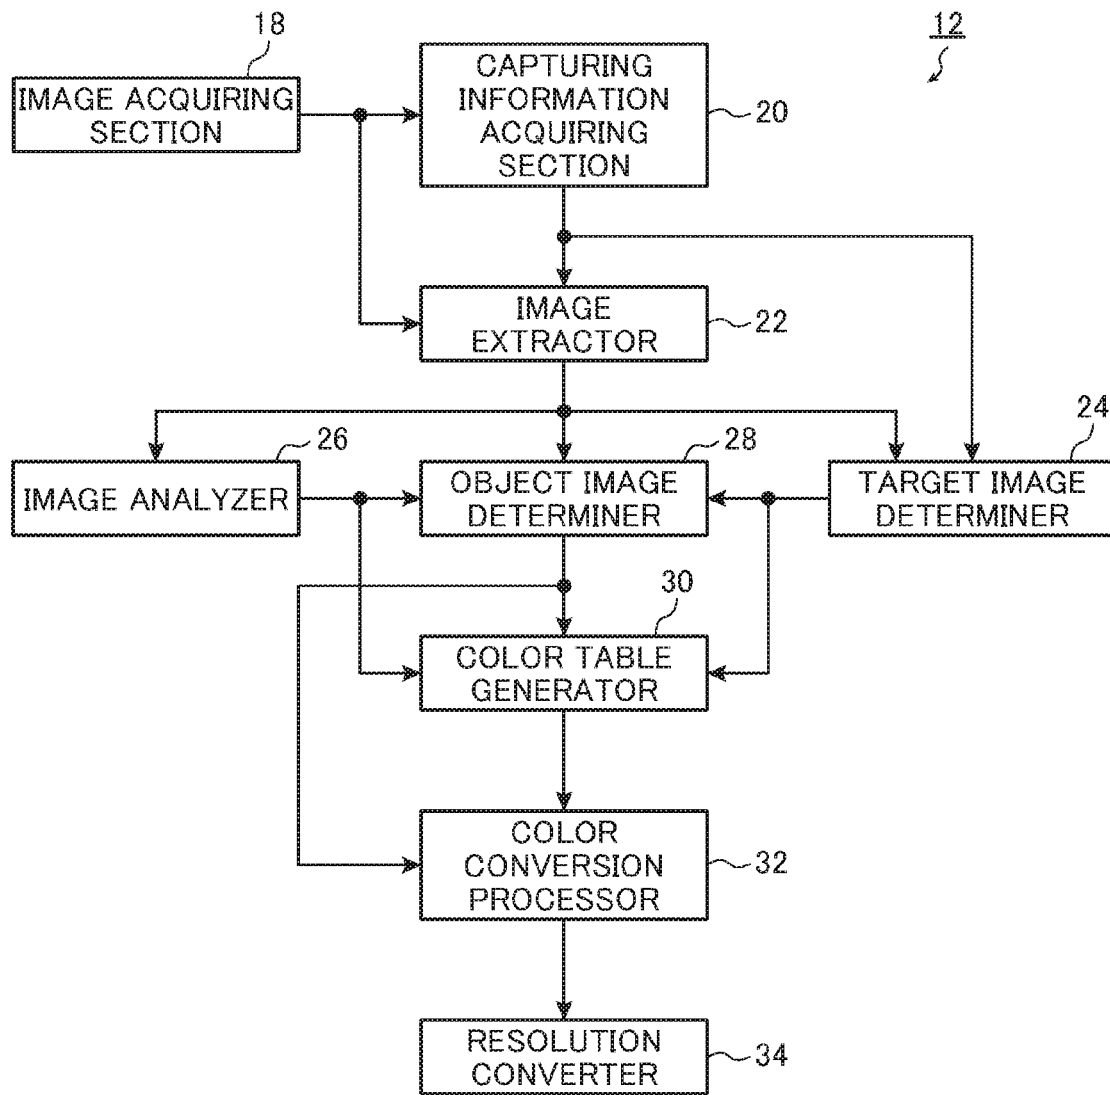 18
12
IMAGE ACQUIRING
SECTION
CAPTURING
INFORMATION
ACQUIRING
SECTION
20
IMAGE
EXTRACTOR
22
26
28
24
IMAGE ANALYZER
OBJECT IMAGE
DETERMINER
TARGET IMAGE
DETERMINER
30
COLOR TABLE
GENERATOR
COLOR
CONVERSION
PROCESSOR
32
RESOLUTION
CONVERTER
34